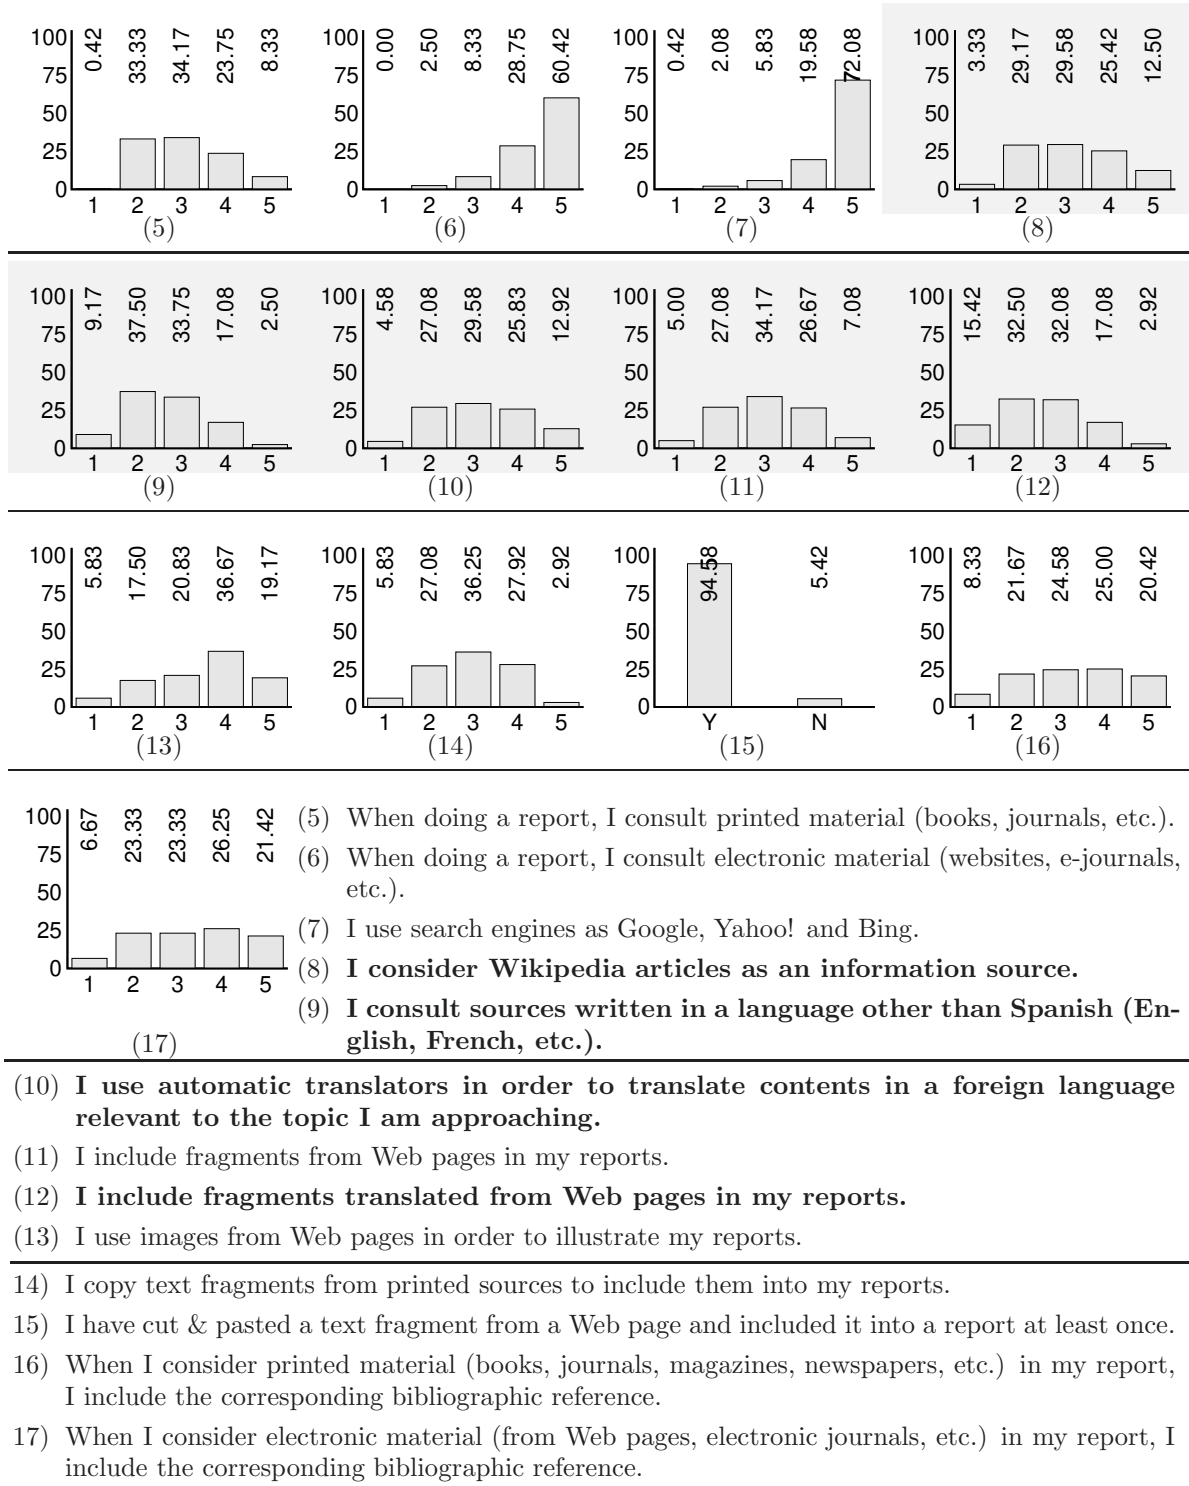 0.42 33.33 34.17 23.75 8.33
100
75
50
25
0
1 2 3 4 5
(5)
0.00 2.50 8.33 28.75 60.42
100
75
50
25
0
1 2 3 4 5
(6)
0.42 2.08 5.83 19.58 72.08
100
75
50
25
0
1 2 3 4 5
(7)
3.33 29.17 29.58 25.42 12.50
100
75
50
25
0
1 2 3 4 5
(8)
9.17 37.50 33.75 17.08 2.50
100
75
50
25
0
1 2 3 4 5
(9)
4.58 27.08 29.58 25.83 12.92
100
75
50
25
0
1 2 3 4 5
(10)
5.00 27.08 34.17 26.67 7.08
100
75
50
25
0
1 2 3 4 5
(11)
15.42 32.50 32.08 17.08 2.92
100
75
50
25
0
1 2 3 4 5
(12)
5.83 17.50 20.83 36.67 19.17
100
75
50
25
0
1 2 3 4 5
(13)
5.83 27.08 36.25 27.92 2.92
100
75
50
25
0
1 2 3 4 5
(14)
94.58 5.42
100
75
50
25
0
Y N
(15)
8.33 21.67 24.58 25.00 20.42
100
75
50
25
0
1 2 3 4 5
(16)
6.67 23.33 23.33 26.25 21.42
100
75
50
25
0
1 2 3 4 5
(17)
(5) When doing a report, I consult printed material (books, journals, etc.).
(6) When doing a report, I consult electronic material (websites, e-journals,
etc.).
(7) I use search engines as Google, Yahoo! and Bing.
(8) I consider Wikipedia articles as an information source.
(9) I consult sources written in a language other than Spanish (En-
glish, French, etc.).
(10) I use automatic translators in order to translate contents in a foreign language
relevant to the topic I am approaching.
(11) I include fragments from Web pages in my reports.
(12) I include fragments translated from Web pages in my reports.
(13) I use images from Web pages in order to illustrate my reports.
14) I copy text fragments from printed sources to include them into my reports.
15) I have cut & pasted a text fragment from a Web page and included it into a report at least once.
16) When I consider printed material (books, journals, magazines, newspapers, etc.) in my report,
I include the corresponding bibliographic reference.
17) When I consider electronic material (from Web pages, electronic journals, etc.) in my report, I
include the corresponding bibliographic reference.